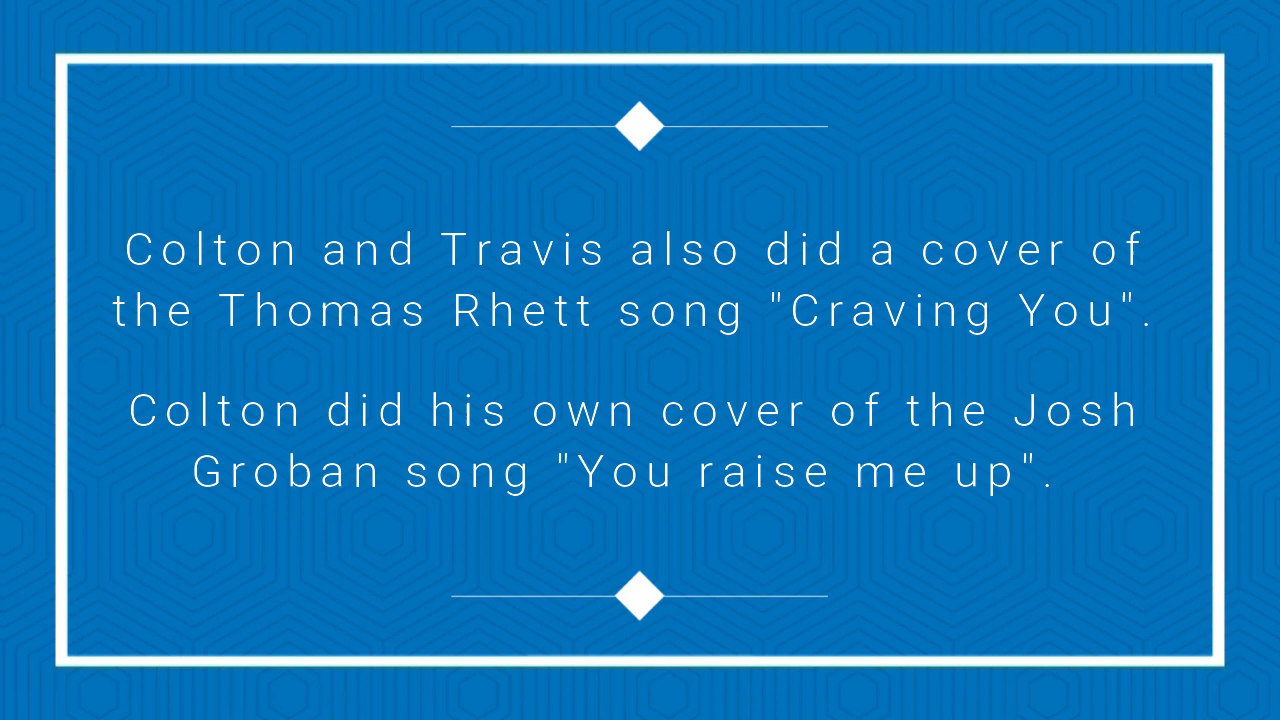 Colton and Travis also did a cover of
the Thomas Rhett song "Craving You".
Colton did his own cover of the Josh
Groban song "You raise me up".